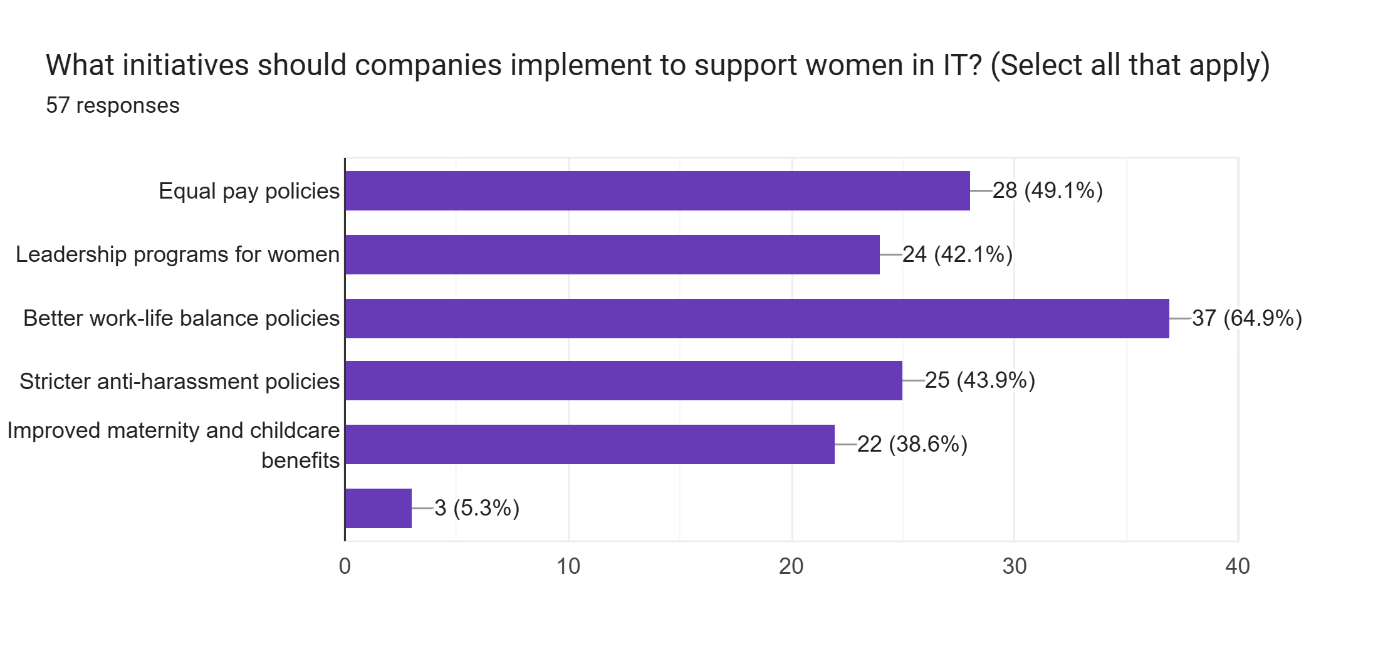 What initiatives should companies implement to support women in IT? (Select all that apply)
57 responses
Equal pay policies
28 (49.1%)
Leadership programs for women
24 (42.1%)
Better work-life balance policies
37 (64.9%)
Stricter anti-harassment policies
25 (43.9%)
Improved maternity and childcare
benefits
22 (38.6%)
3 (5.3%)
0 10 20 30 40